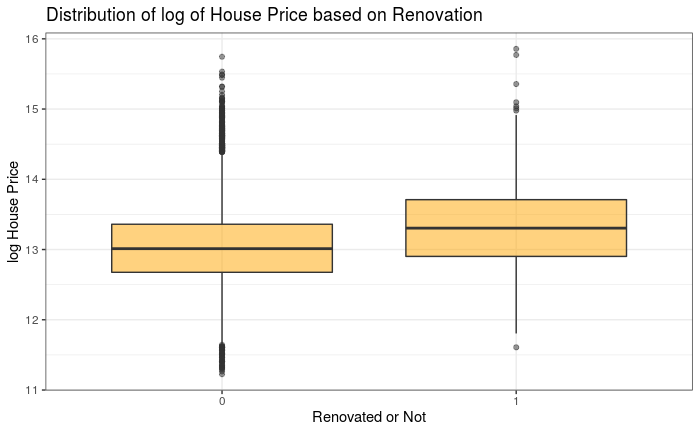 Distribution of log of House Price based on Renovation
16
15
14
13
12
11
log House Price
0
1
Renovated or Not